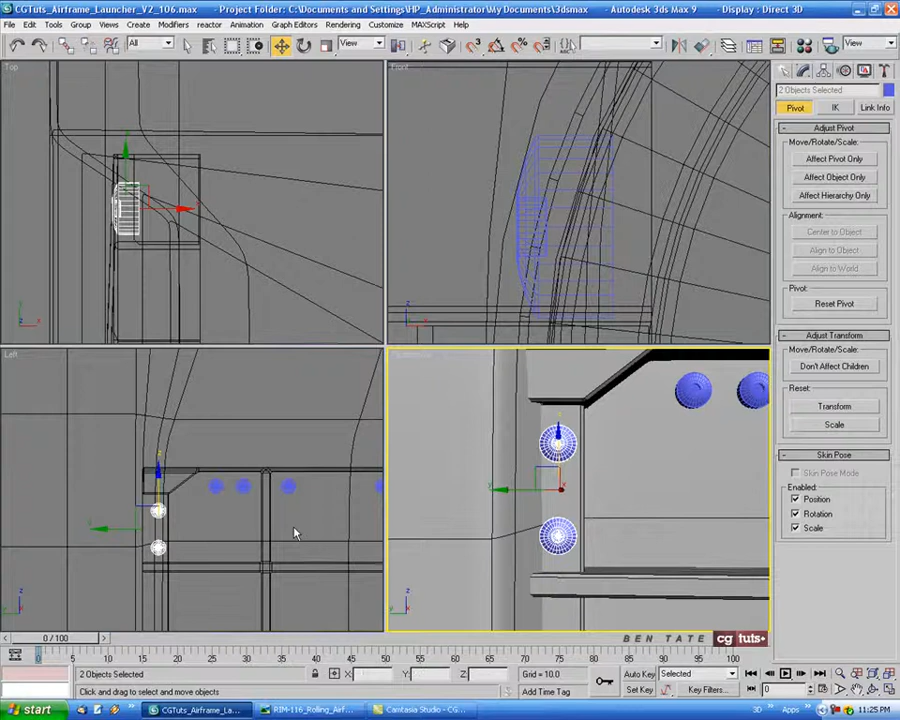 CGTuts_Airframe_Launcher_V2_106.max - Project Folder: C:\Documents and Settings\HP_Administrator\My Documents\3dsmax - Autodesk 3ds Max 9 - Display : Direct 3D
File Edit Tools Group Views Create Modifiers reactor Animation Graph Editors Rendering Customize MAXScript Help
All View View
Top Front
Left
2 Objects Selected
Pivot IK Link Info
Adjust Pivot
Move/Rotate/Scale:
Affect Pivot Only
Affect Object Only
Affect Hierarchy Only
Alignment:
Center to Object
Align to Object
Align to World
Pivot:
Reset Pivot
Adjust Transform
Move/Rotate/Scale:
Don't Affect Children
Reset:
Transform
Scale
Skin Pose
Skin Pose Mode
Enabled:
Position
Rotation
Scale
BEN TATE cg tuts+
0 / 100
0 5 10 15 20 25 30 35 40 45 50 55 60 65 70 75 80 85 90 95 100
2 Objects Selected X: Y: Z: Grid = 10.0 Auto Key Selected
Click and drag to select and move objects Add Time Tag Set Key Key Filters... 0
start CGTuts_Airframe_La... RIM-116_Rolling_Airf... Camtasia Studio - CG... 3D Apps 11:25 PM